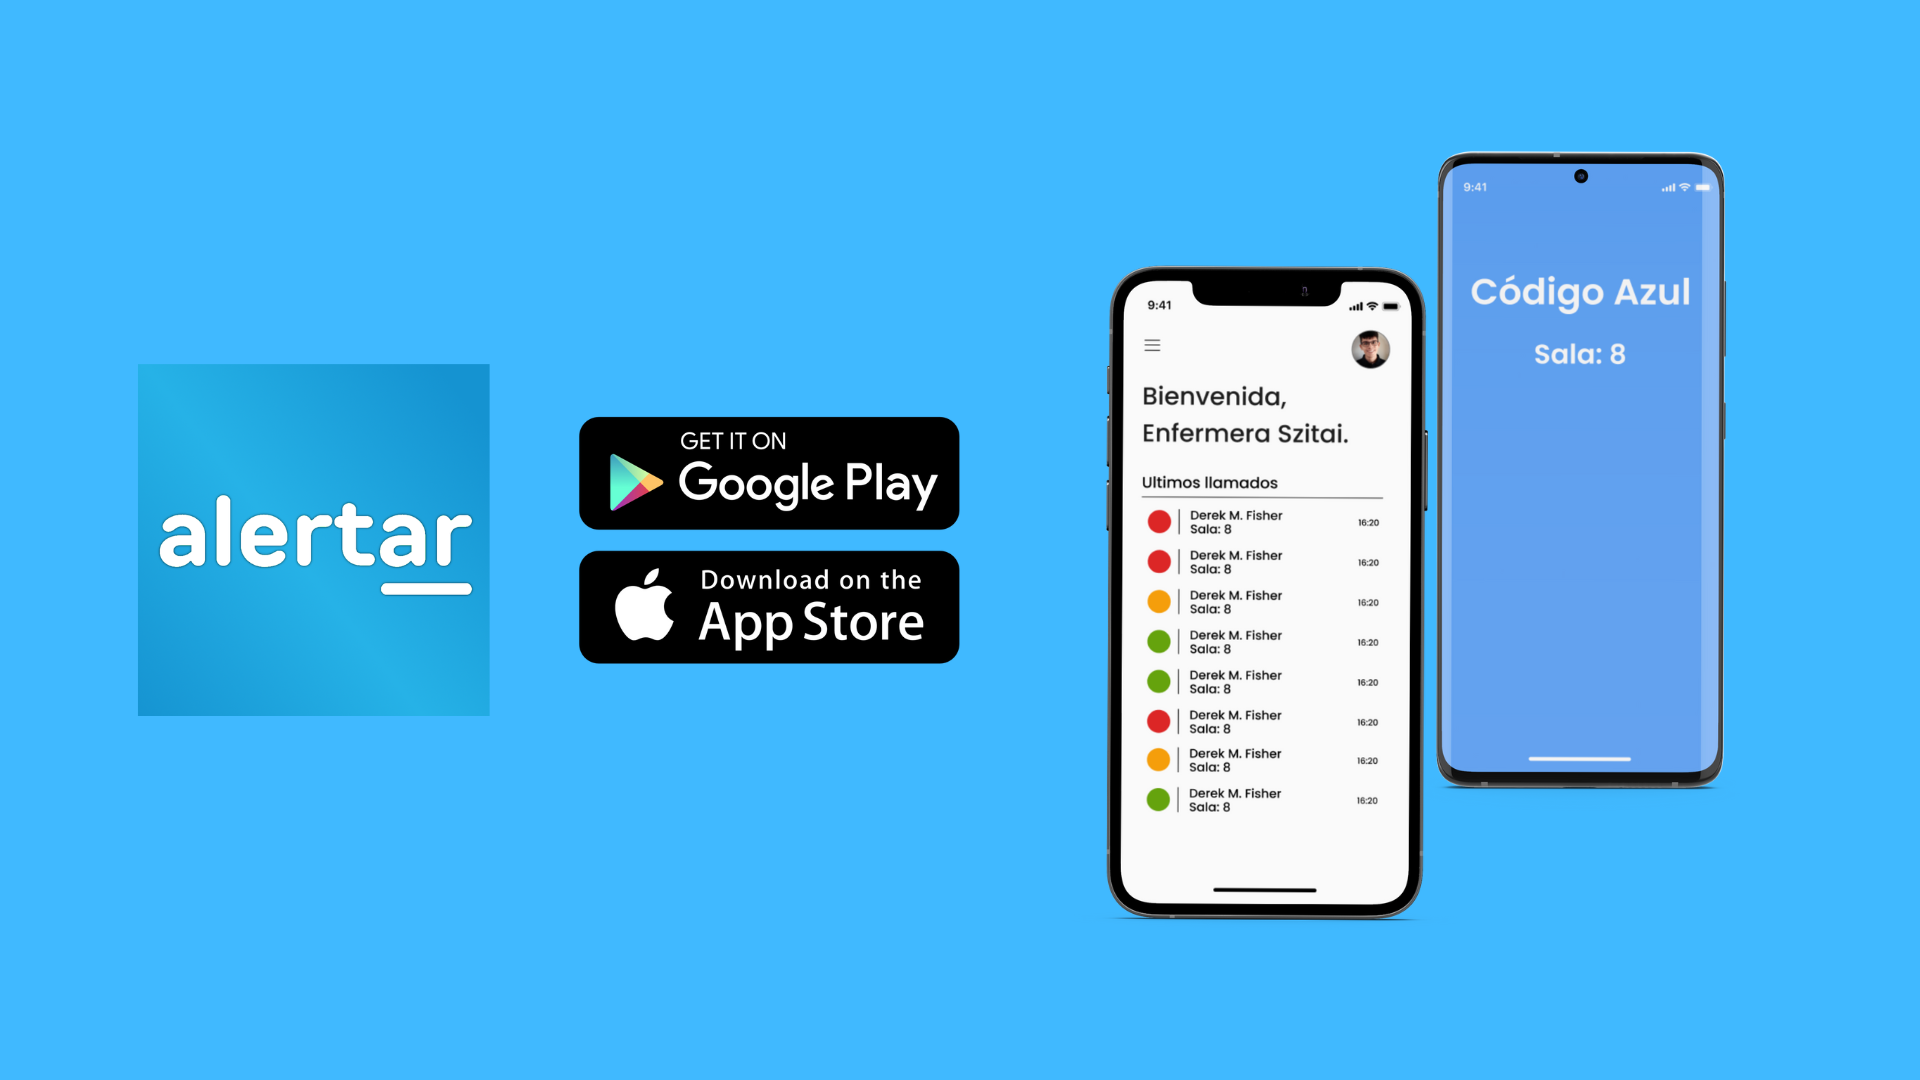 alertar
GET IT ON
Google Play
Download on the
App Store
9:41
Bienvenida,
Enfermera Szitai.
Ultimos llamados
Derek M. Fisher
Sala: 8
16:20
Derek M. Fisher
Sala: 8
16:20
Derek M. Fisher
Sala: 8
16:20
Derek M. Fisher
Sala: 8
16:20
Derek M. Fisher
Sala: 8
16:20
Derek M. Fisher
Sala: 8
16:20
Derek M. Fisher
Sala: 8
16:20
Derek M. Fisher
Sala: 8
16:20
9:41
Código Azul
Sala: 8